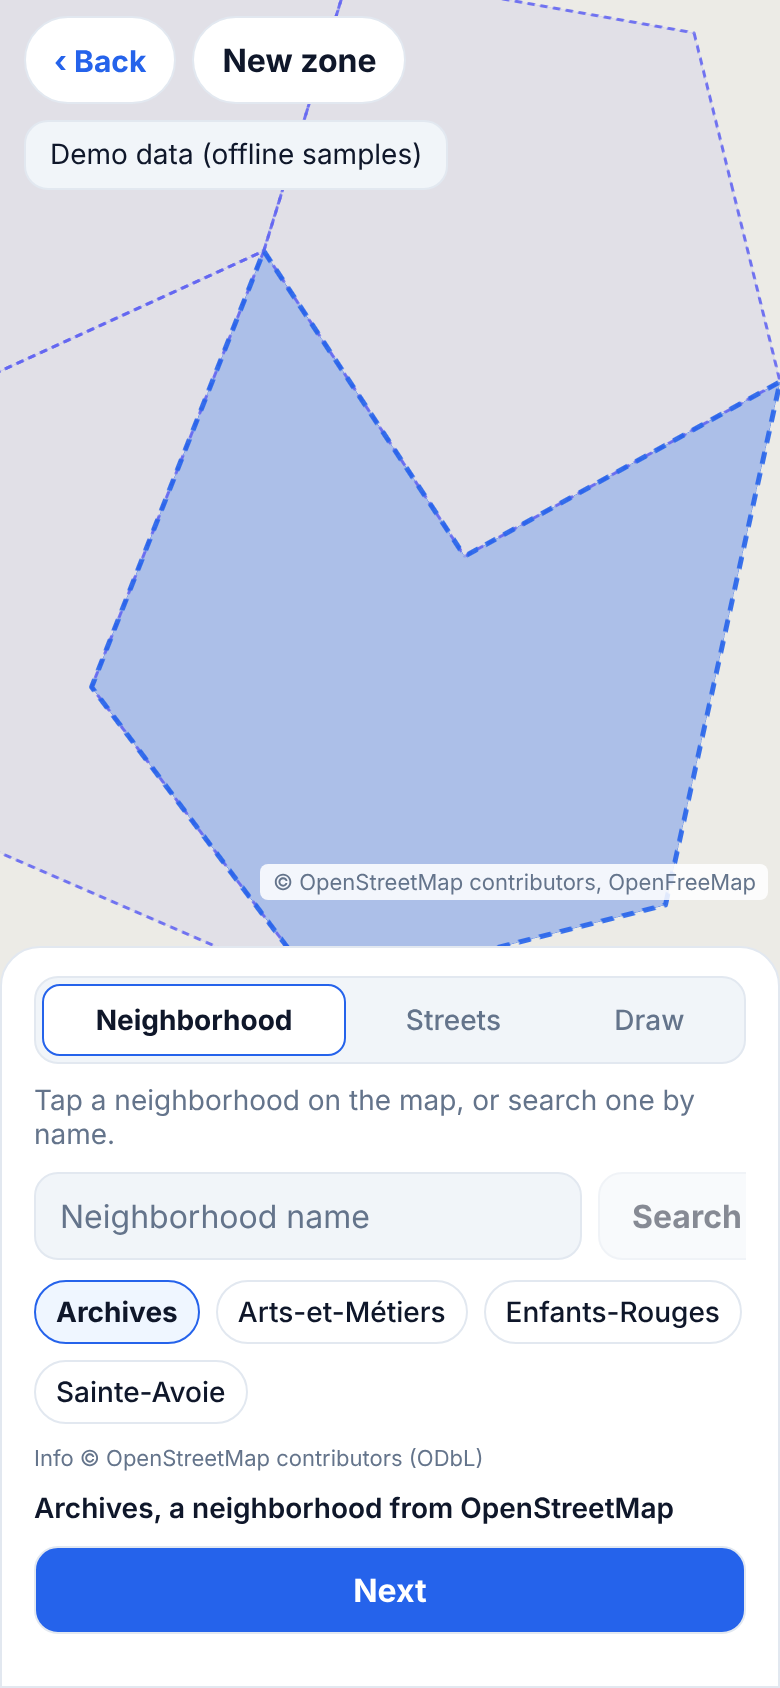 ‹ Back
New zone
Demo data (offline samples)
© OpenStreetMap contributors, OpenFreeMap
Neighborhood
Streets
Draw
Tap a neighborhood on the map, or search one by
name.
Neighborhood name
Search
Archives
Arts-et-Métiers
Enfants-Rouges
Sainte-Avoie
Info © OpenStreetMap contributors (ODbL)
Archives, a neighborhood from OpenStreetMap
Next